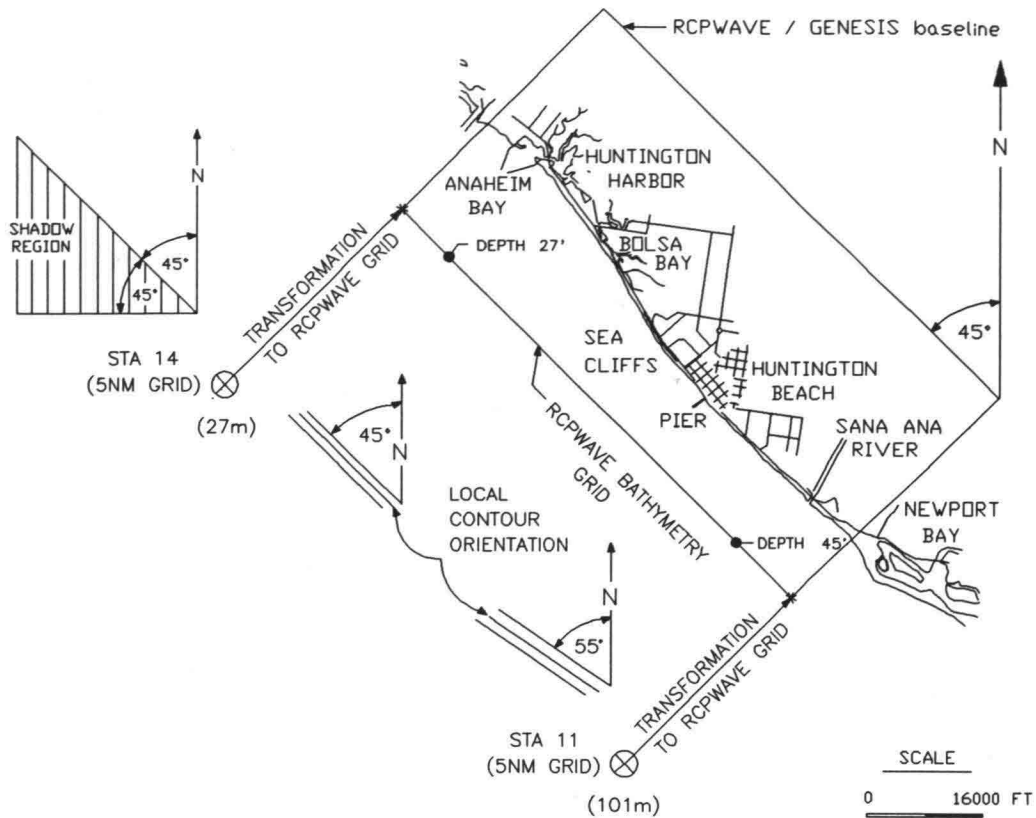 RCPWAVE / GENESIS baseline
N
N
HUNTINGTON
HARBOR
ANAHEIM
BAY
SHADOW
REGION
45°
45°
BOLSA
BAY
DEPTH 27'
TRANSFORMATION
TO RCPWAVE GRID
45°
SEA
CLIFFS
STA 14
(5NM GRID)
(27m)
HUNTINGTON
BEACH
PIER
45°
N
RCPWAVE BATHYMETRY
GRID
SANA ANA
RIVER
LOCAL
CONTOUR
ORIENTATION
NEWPORT
BAY
DEPTH 45'
N
55°
TRANSFORMATION
TO RCPWAVE GRID
STA 11
(5NM GRID)
(101m)
SCALE
0 16000 FT